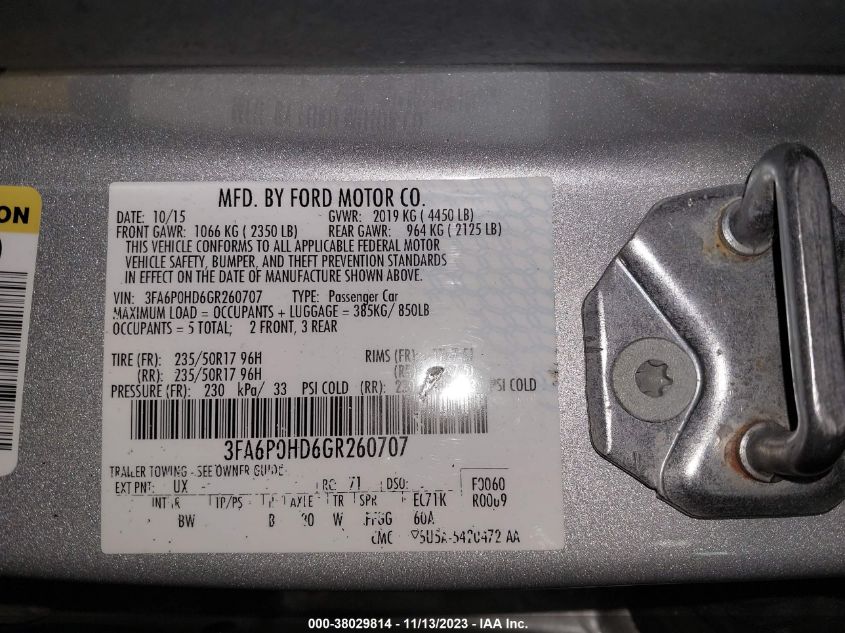 ON
MFD. BY FORD MOTOR CO.
DATE: 10/15 GVWR: 2019 KG ( 4450 LB)
FRONT GAWR: 1066 KG ( 2350 LB) REAR GAWR: 964 KG ( 2125 LB)
THIS VEHICLE CONFORMS TO ALL APPLICABLE FEDERAL MOTOR
VEHICLE SAFETY, BUMPER, AND THEFT PREVENTION STANDARDS
IN EFFECT ON THE DATE OF MANUFACTURE SHOWN ABOVE.
VIN: 3FA6P0HD6GR260707 TYPE: Passenger Car
MAXIMUM LOAD = OCCUPANTS + LUGGAGE = 385KG/ 850LB
OCCUPANTS = 5 TOTAL; 2 FRONT, 3 REAR
TIRE (FR): 235/50R17 96H RIMS (FR)
(RR): 235/50R17 96H
PRESSURE (FR): 230 kPa/ 33 PSI COLD (RR): PSI COLD
3FA6P0HD6GR260707
TRAILER TOWING - SEE OWNER GUIDE
EXT PNT: UX RC: 71 DSO: F0060
INT TR TP/PS R AXLE TR SPR EC71K R0009
BW B W 60A
000-38029814 - 11/13/2023 - IAA Inc.